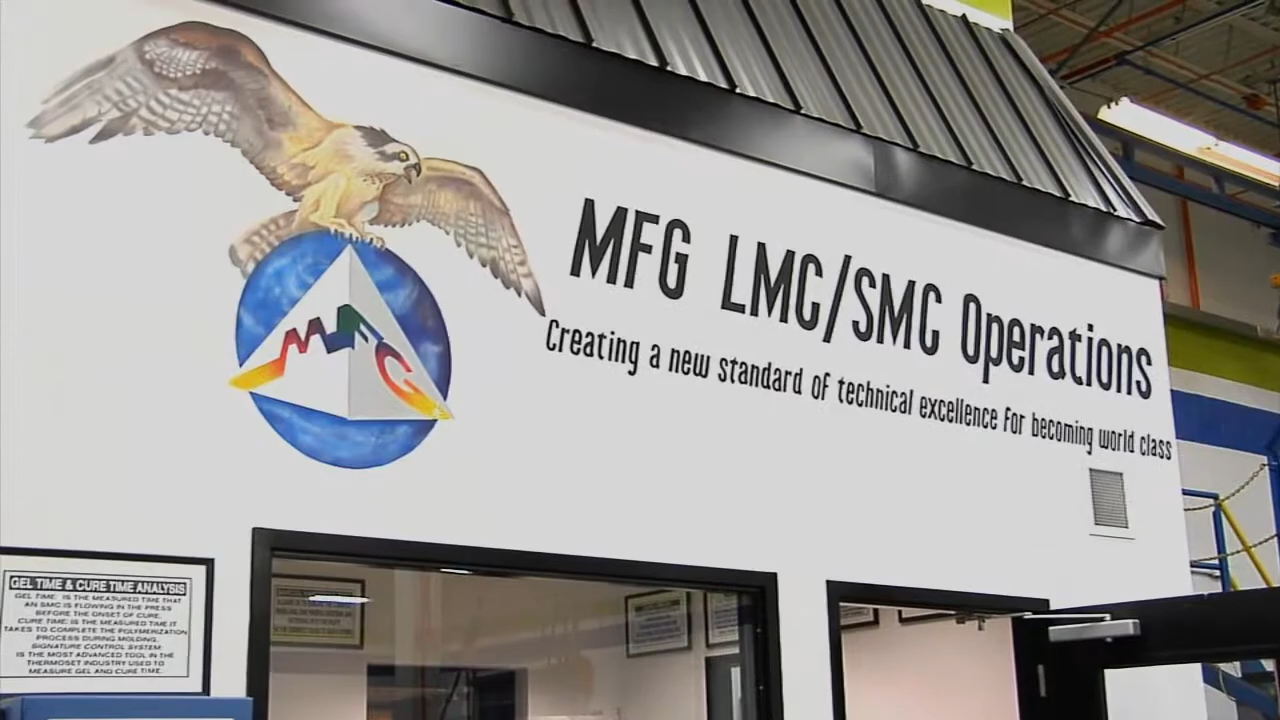 MFG LMC/SMC Operations
Creating a new standard of technical excellence for becoming world class
MFG
GEL TIME & CURE TIME ANALYSIS
GEL TIME: IS THE MEASURED TIME THAT
AN SMC IS FLOWING IN THE PRESS
BEFORE THE ONSET OF CURE.
CURE TIME: IS THE MEASURED TIME IT
TAKES TO COMPLETE THE POLYMERIZATION
PROCESS DURING MOLDING.
SIGNATURE CONTROL SYSTEM:
IS THE MOST ADVANCED TOOL IN THE
THERMOSET INDUSTRY USED TO
MEASURE GEL AND CURE TIME.